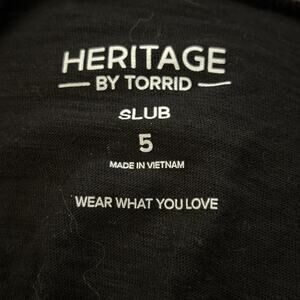 HERITAGE
BY TORRID
SLUB
5
MADE IN VIETNAM
WEAR WHAT YOU LOVE